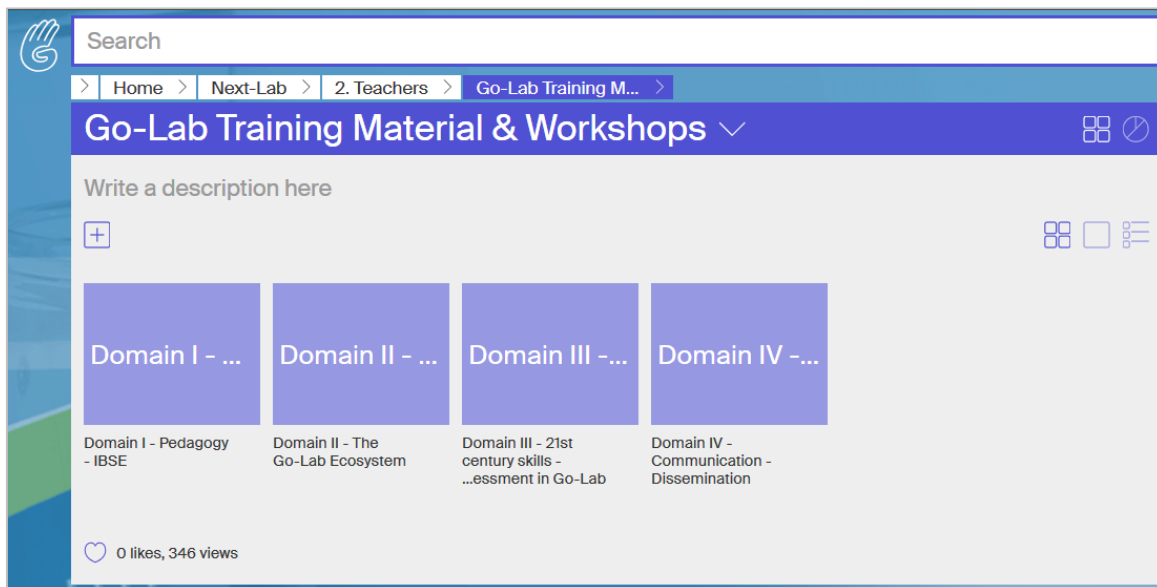 Search
Home
Next-Lab
2. Teachers
Go-Lab Training M...
Go-Lab Training Material & Workshops
Write a description here
Domain I - ...
Domain II - ...
Domain III -...
Domain IV -...
Domain I - Pedagogy
- IBSE
Domain II - The
Go-Lab Ecosystem
Domain III - 21st
century skills -
...essment in Go-Lab
Domain IV -
Communication -
Dissemination
0 likes, 346 views